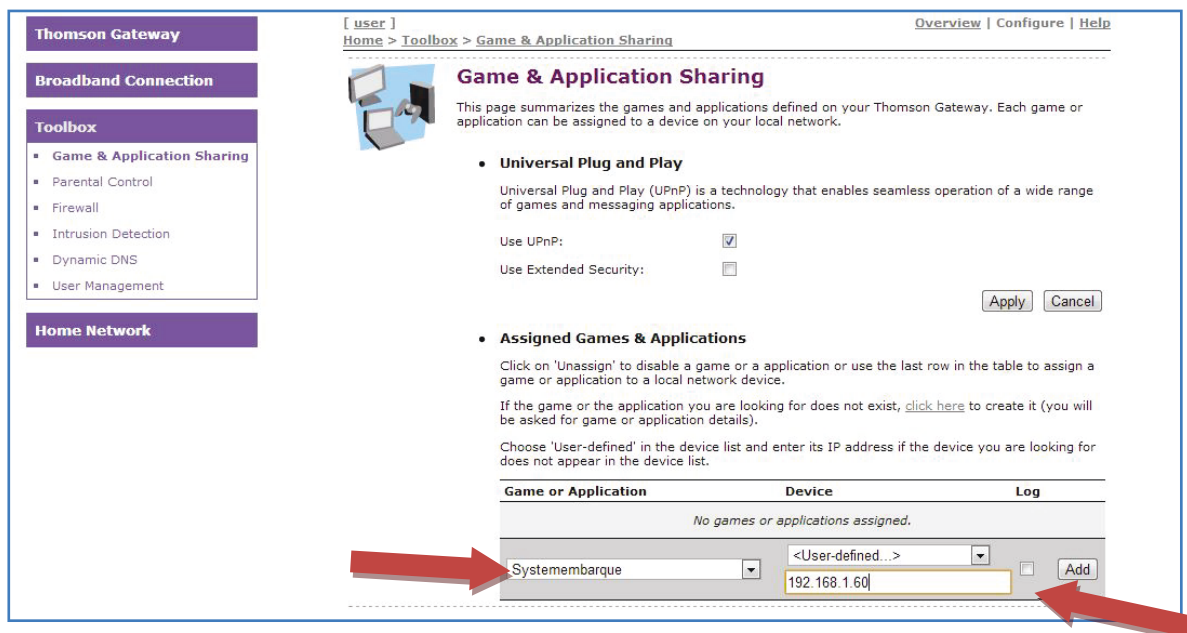 Thomson Gateway
Broadband Connection
Toolbox
Game & Application Sharing
Parental Control
Firewall
Intrusion Detection
Dynamic DNS
User Management
Home Network
[ user ]
Overview | Configure | Help
Home > Toolbox > Game & Application Sharing
Game & Application Sharing
This page summarizes the games and applications defined on your Thomson Gateway. Each game or
application can be assigned to a device on your local network.
• Universal Plug and Play
Universal Plug and Play (UPnP) is a technology that enables seamless operation of a wide range
of games and messaging applications.
Use UPnP:
Use Extended Security:
Apply Cancel
• Assigned Games & Applications
Click on 'Unassign' to disable a game or a application or use the last row in the table to assign a
game or application to a local network device.
If the game or the application you are looking for does not exist, click here to create it (you will
be asked for game or application details).
Choose 'User-defined' in the device list and enter its IP address if the device you are looking for
does not appear in the device list.
Game or Application Device Log
No games or applications assigned.
Systemembarque
<User-defined...>
192.168.1.60
Add